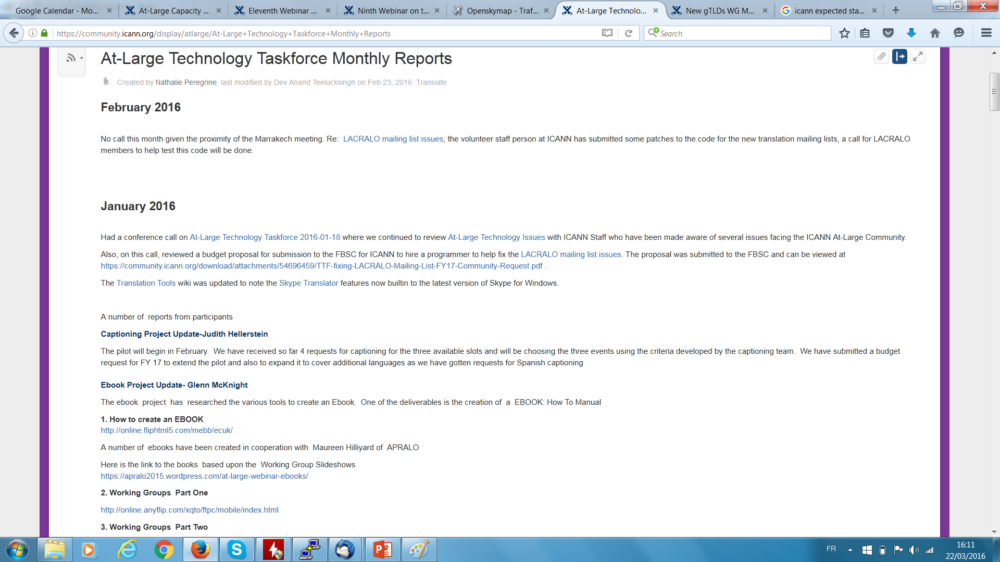 Google Calendar - Mo...
At-Large Capacity ...
Eleventh Webinar ...
Ninth Webinar on t...
Openskymap - Traf...
At-Large Technolo...
New gTLDs WG M...
icann expected sta...
https://community.icann.org/display/atlarge/At-Large+Technology+Taskforce+Monthly+Reports
Search
At-Large Technology Taskforce Monthly Reports
Created by Nathalie Peregrine, last modified by Dev Anand Teelucksingh on Feb 23, 2016 Translate
February 2016
No call this month given the proximity of the Marrakech meeting. Re: LACRALO mailing list issues, the volunteer staff person at ICANN has submitted some patches to the code for the new translation mailing lists, a call for LACRALO
members to help test this code will be done.
January 2016
Had a conference call on At-Large Technology Taskforce 2016-01-18 where we continued to review At-Large Technology Issues with ICANN Staff who have been made aware of several issues facing the ICANN At-Large Community.
Also, on this call, reviewed a budget proposal for submission to the FBSC for ICANN to hire a programmer to help fix the LACRALO mailing list issues. The proposal was submitted to the FBSC and can be viewed at
https://community.icann.org/download/attachments/54696459/TTF-fixing-LACRALO-Mailing-List-FY17-Community-Request.pdf .
The Translation Tools wiki was updated to note the Skype Translator features now builtin to the latest version of Skype for Windows.
A number of reports from participants
Captioning Project Update-Judith Hellerstein
The pilot will begin in February. We have received so far 4 requests for captioning for the three available slots and will be choosing the three events using the criteria developed by the captioning team. We have submitted a budget
request for FY 17 to extend the pilot and also to expand it to cover additional languages as we have gotten requests for Spanish captioning
Ebook Project Update- Glenn McKnight
The ebook project has researched the various tools to create an Ebook. One of the deliverables is the creation of a EBOOK: How To Manual
1. How to create an EBOOK
http://online.fliphtml5.com/mebb/ecuk/
A number of ebooks have been created in cooperation with Maureen Hilliyard of APRALO
Here is the link to the books based upon the Working Group Slideshows
https://apralo2015.wordpress.com/at-large-webinar-ebooks/
2. Working Groups Part One
http://online.anyflip.com/xqto/ftpc/mobile/index.html
3. Working Groups Part Two
FR
16:11
22/03/2016